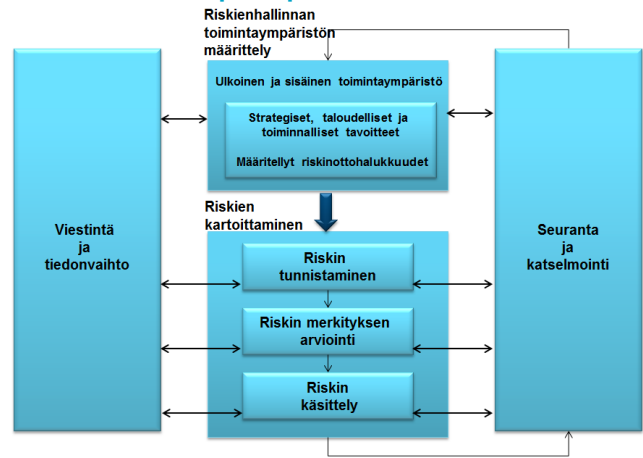 Riskienhallinnan
toimintaympäristön
määrittely
Ulkoinen ja sisäinen toimintaympäristö
Strategiset, taloudelliset ja
toiminnalliset tavoitteet
Määritellyt riskinottohalukkuudet
Riskien
kartoittaminen
Viestintä
ja
tiedonvaihto
Riskin
tunnistaminen
Riskin merkityksen
arviointi
Riskin
käsittely
Seuranta
ja
katselmointi